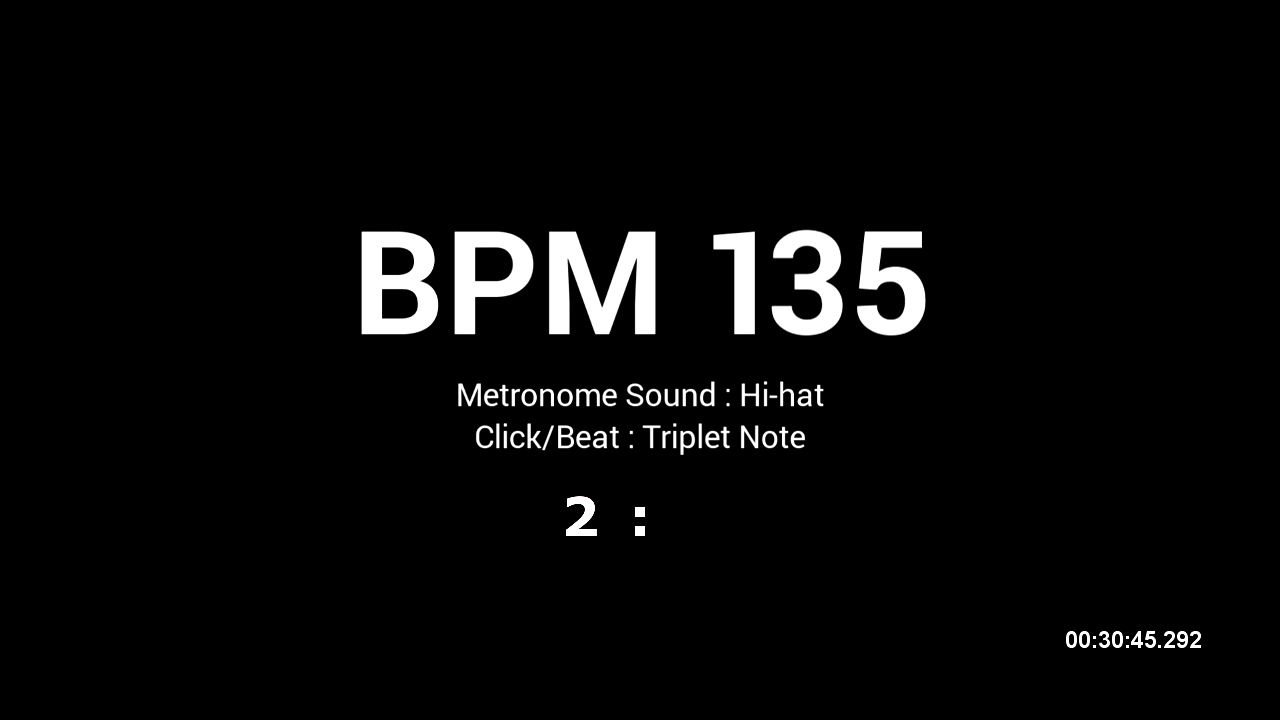 BPM 135
Metronome Sound : Hi-hat
Click/Beat : Triplet Note
2 :
00:30:45.292